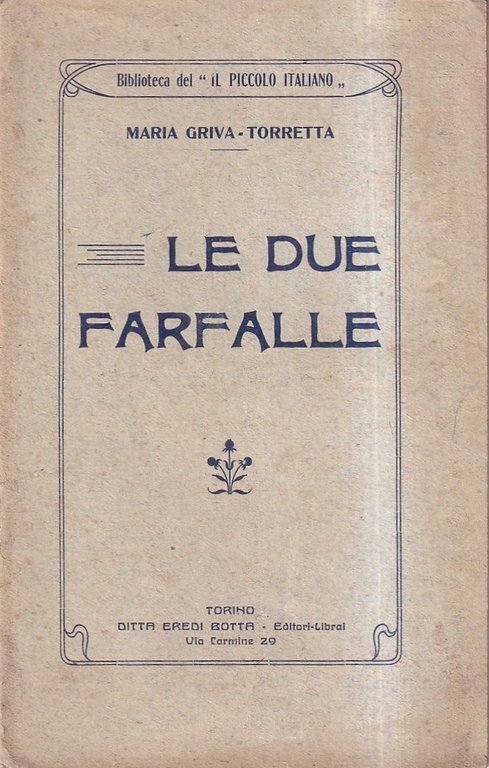 Biblioteca del “ iL PICCOLO ITALIANO „
MARIA GRIVA - TORRETTA
LE DUE
FARFALLE
TORINO
DITTA EREDI BOTTA - Editori-Librai
Via Carmine 29